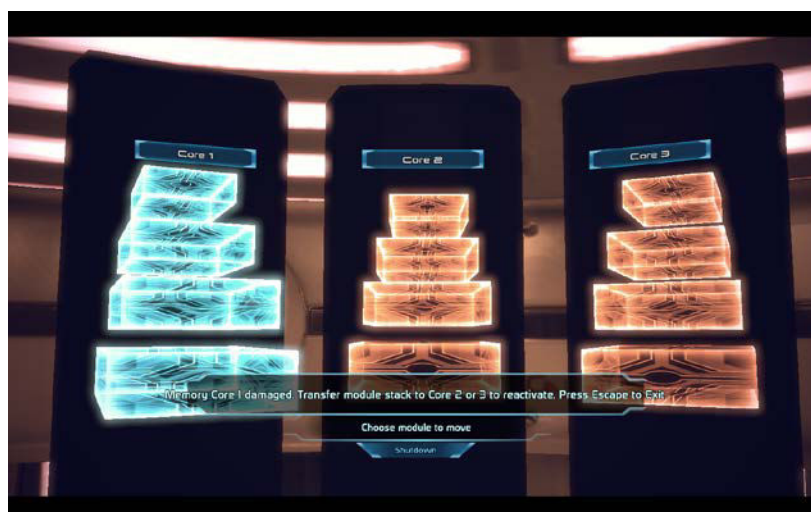 Core 1
Core 2
Core 3
Memory Core 1 damaged. Transfer module stack to Core 2 or 3 to reactivate. Press Escape to Exit
Choose module to move
Shutdown